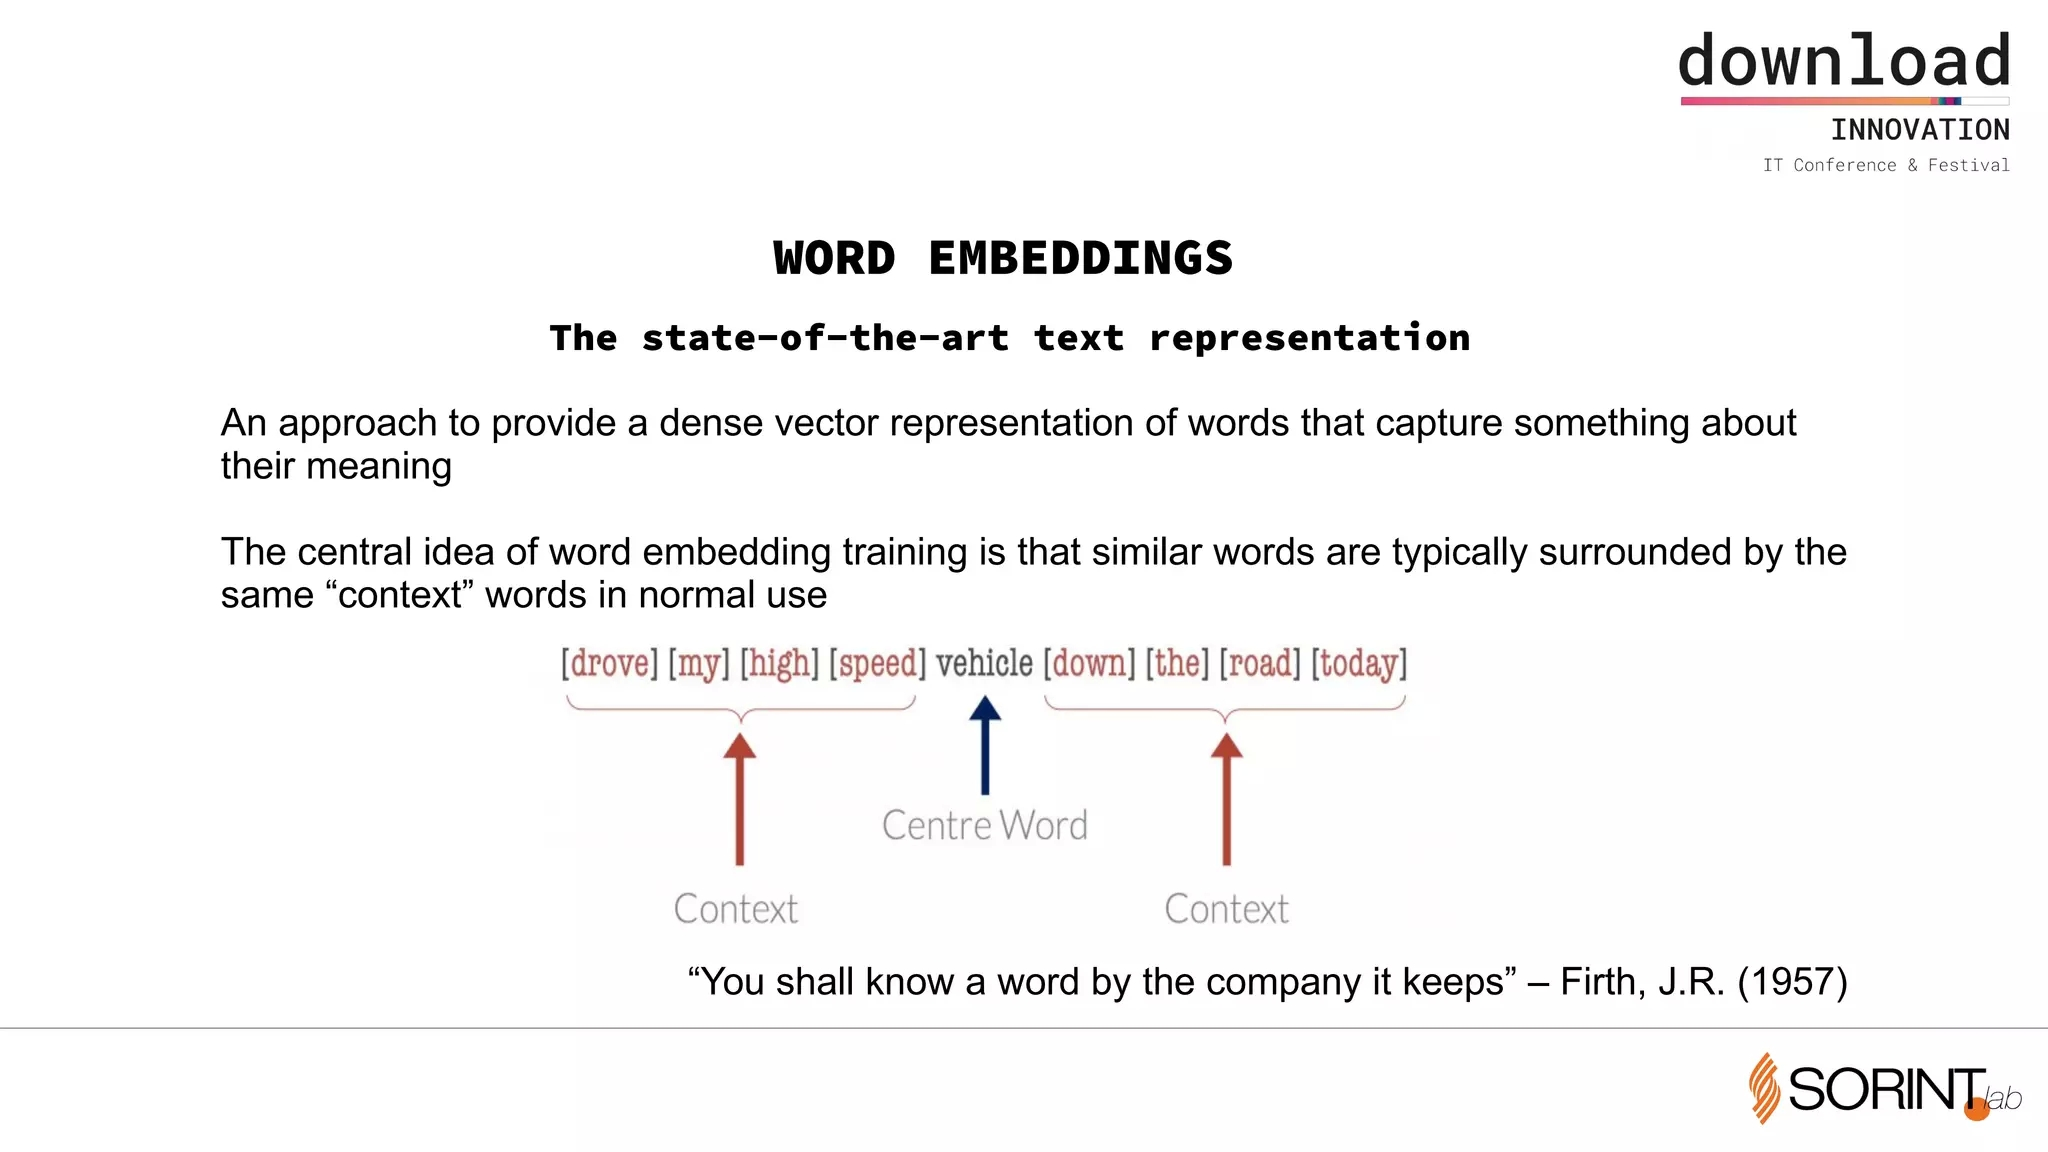 download
INNOVATION
IT Conference & Festival
WORD EMBEDDINGS
The state-of-the-art text representation
An approach to provide a dense vector representation of words that capture something about
their meaning
The central idea of word embedding training is that similar words are typically surrounded by the
same “context” words in normal use
[drove] [my] [high] [speed] vehicle [down] [the] [road] [today]
Centre Word
Context Context
“You shall know a word by the company it keeps” – Firth, J.R. (1957)
SORINT lab